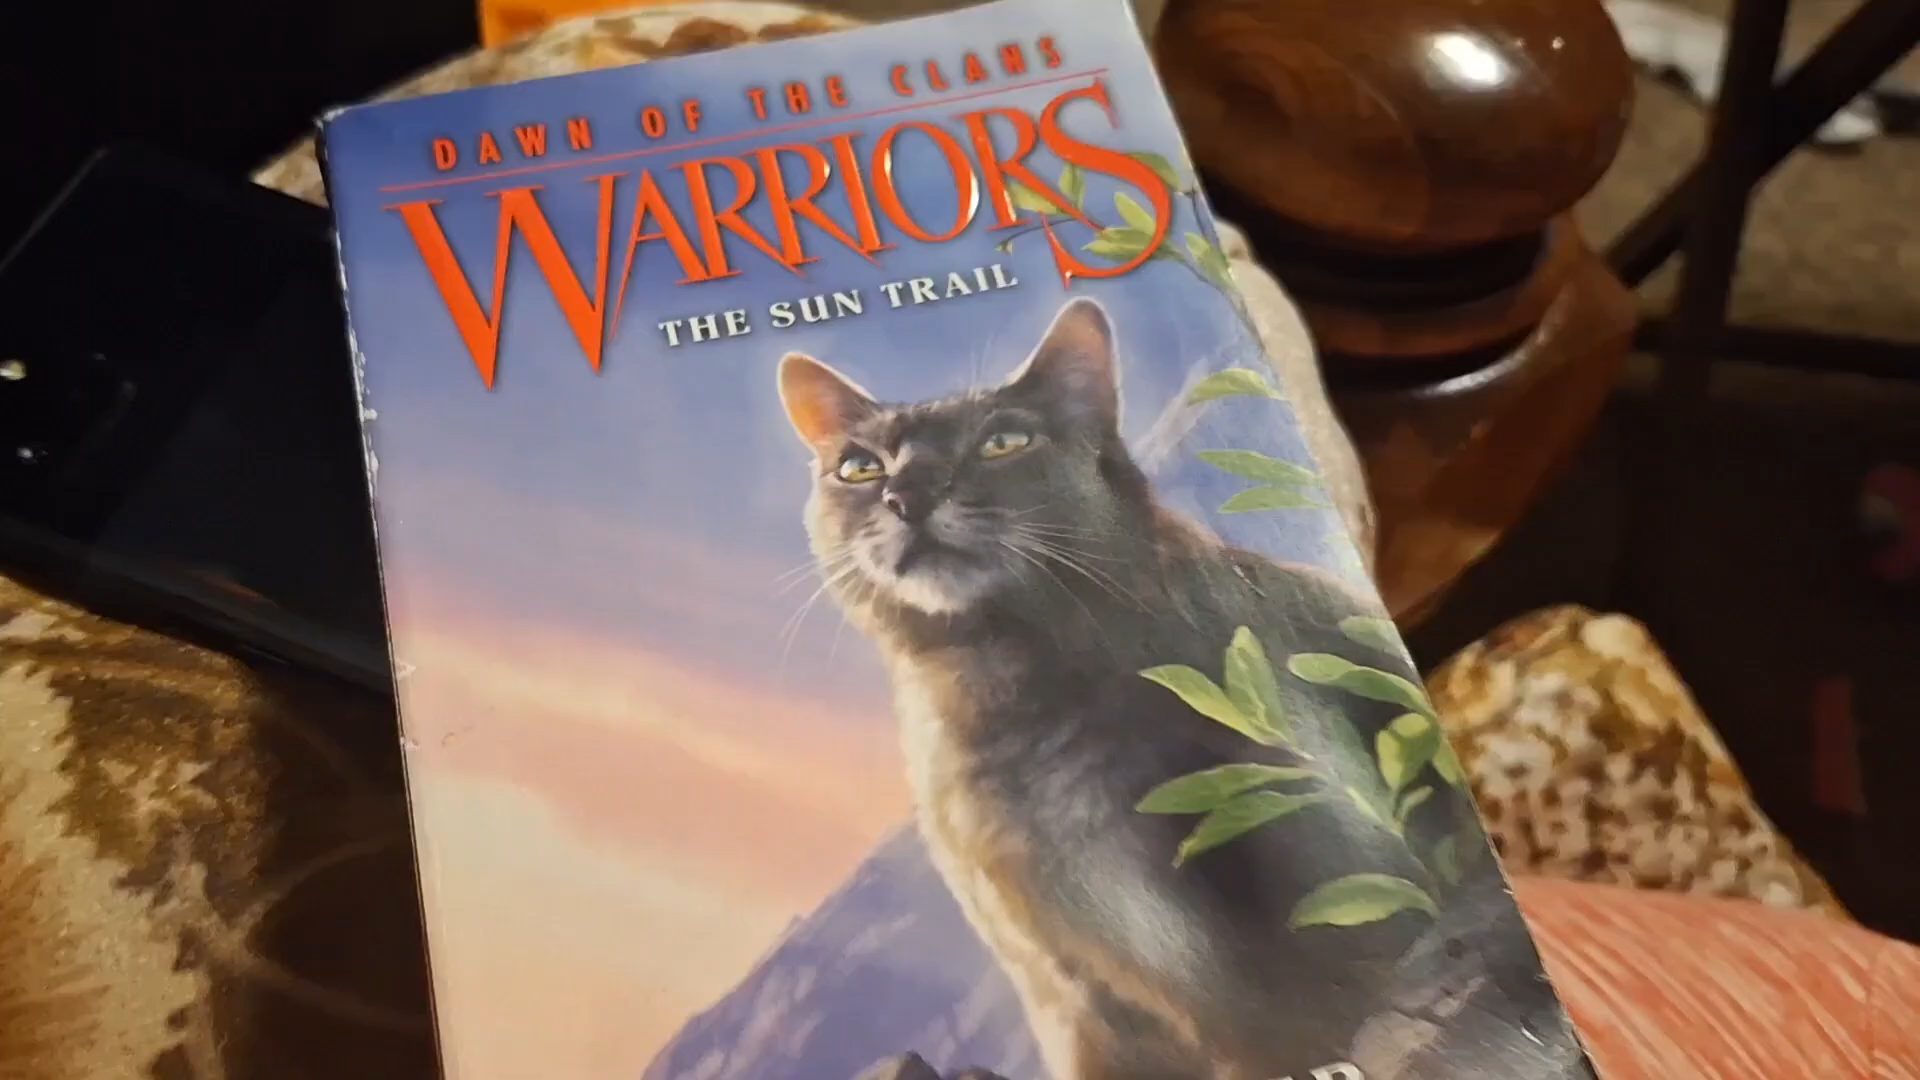 DAWN OF THE CLANS
WARRIORS
THE SUN TRAIL